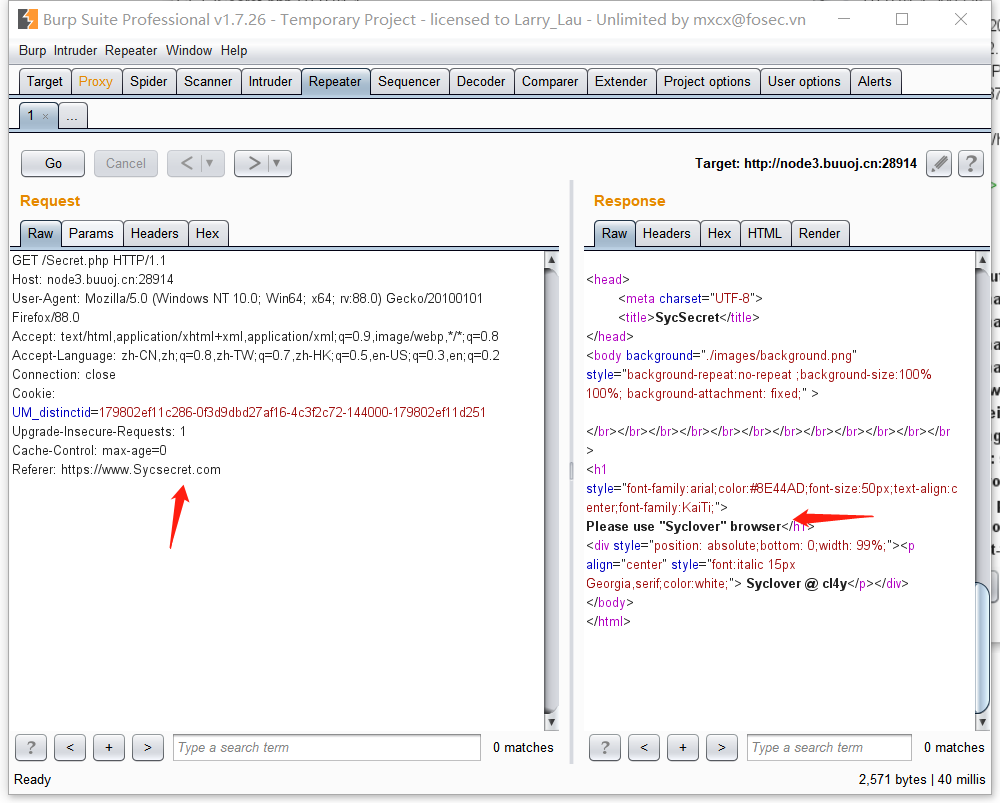 Burp Suite Professional v1.7.26 - Temporary Project - licensed to Larry_Lau - Unlimited by mxcx@fosec.vn
Burp Intruder Repeater Window Help
Target Proxy Spider Scanner Intruder Repeater Sequencer Decoder Comparer Extender Project options User options Alerts
1 × ...
Go Cancel < ▼ > ▼ Target: http://node3.buuoj.cn:28914 ?
Request
Raw Params Headers Hex
GET /Secret.php HTTP/1.1
Host: node3.buuoj.cn:28914
User-Agent: Mozilla/5.0 (Windows NT 10.0; Win64; x64; rv:88.0) Gecko/20100101
Firefox/88.0
Accept: text/html,application/xhtml+xml,application/xml;q=0.9,image/webp,*/*;q=0.8
Accept-Language: zh-CN,zh;q=0.8,zh-TW;q=0.7,zh-HK;q=0.5,en-US;q=0.3,en;q=0.2
Connection: close
Cookie:
UM_distinctid=179802ef11c286-0f3d9dbd27af16-4c3f2c72-144000-179802ef11d251
Upgrade-Insecure-Requests: 1
Cache-Control: max-age=0
Referer: https://www.Sycsecret.com
? < + > Type a search term 0 matches
Response
Raw Headers Hex HTML Render
<head>
<meta charset="UTF-8">
<title>SycSecret</title>
</head>
<body background="./images/background.png"
style="background-repeat:no-repeat ;background-size:100%
100%; background-attachment: fixed;" >
</br></br></br></br></br></br></br></br></br></br></br></br
>
<h1
style="font-family:arial;color:#8E44AD;font-size:50px;text-align:c
enter;font-family:KaiTi;">
Please use "Syclover" browser</h1>
<div style="position: absolute;bottom: 0;width: 99%;"><p
align="center" style="font:italic 15px
Georgia,serif;color:white;"> Syclover @ cl4y</p></div>
</body>
</html>
? < + > Type a search term 0 matches
Ready
2,571 bytes | 40 millis